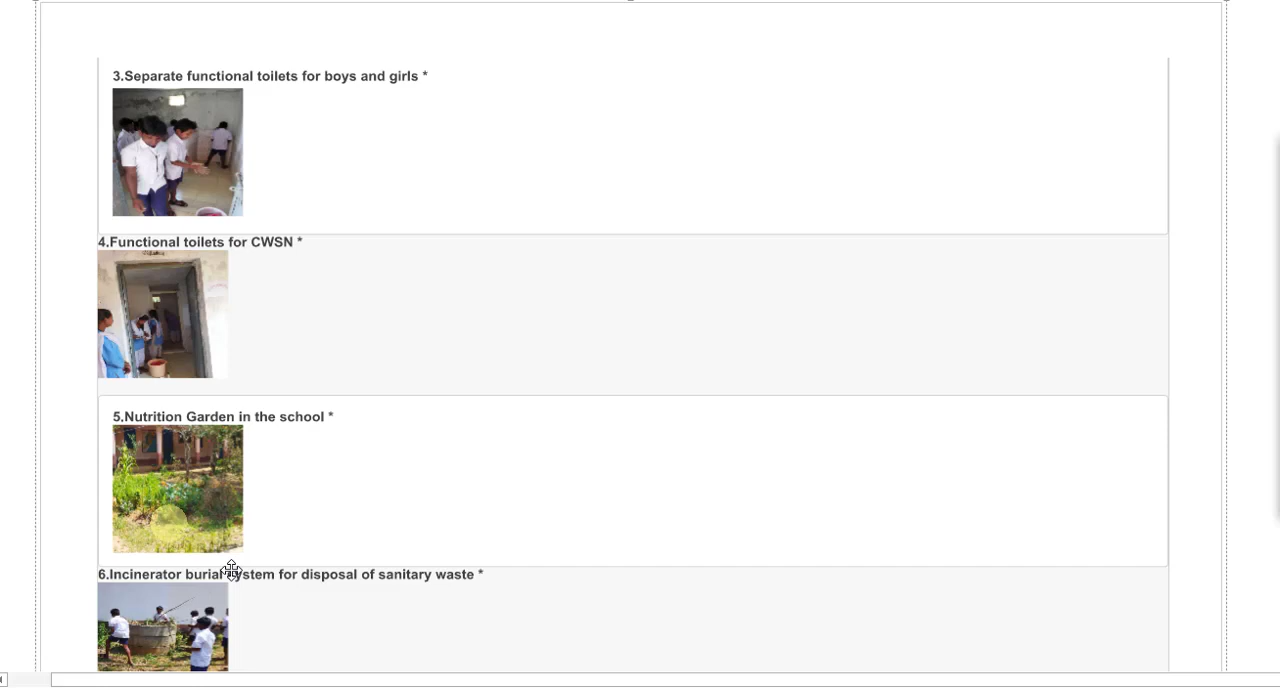 3.Separate functional toilets for boys and girls *
4.Functional toilets for CWSN *
5.Nutrition Garden in the school *
6.Incinerator burial system for disposal of sanitary waste *